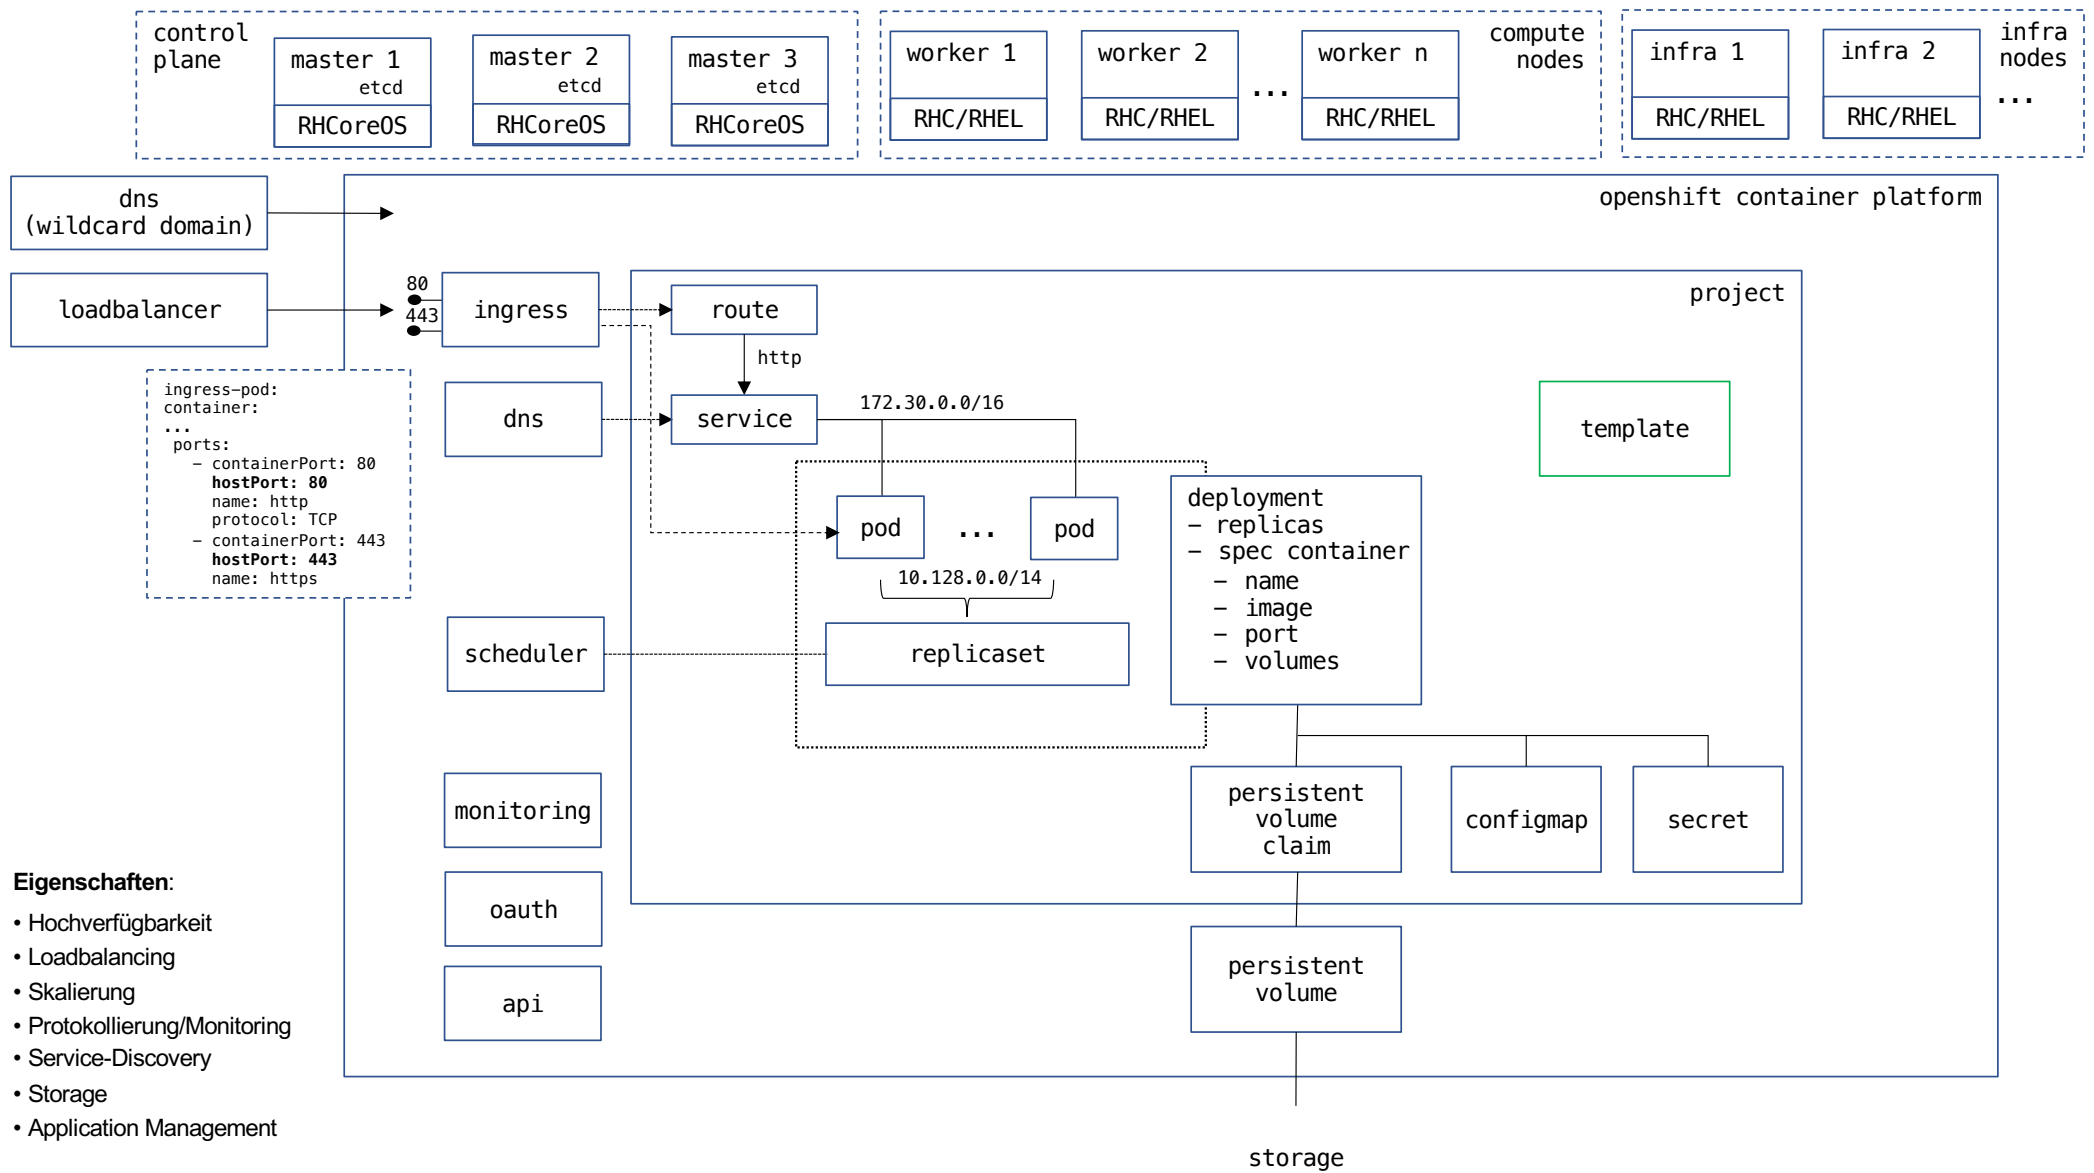 control
plane
master 1
etcd
RHCoreOS
master 2
etcd
RHCoreOS
master 3
etcd
RHCoreOS
worker 1
RHC/RHEL
worker 2
RHC/RHEL
...
worker n
RHC/RHEL
compute
nodes
infra 1
RHC/RHEL
infra 2
RHC/RHEL
infra
nodes
...
dns
(wildcard domain)
openshift container platform
loadbalancer
80
443
ingress
route
project
http
ingress-pod:
container:
...
ports:
– containerPort: 80
hostPort: 80
name: http
protocol: TCP
– containerPort: 443
hostPort: 443
name: https
dns
service
172.30.0.0/16
template
pod
...
pod
10.128.0.0/14
deployment
– replicas
– spec container
– name
– image
– port
– volumes
scheduler
replicaset
monitoring
persistent
volume
claim
configmap
secret
Eigenschaften:
• Hochverfügbarkeit
• Loadbalancing
• Skalierung
• Protokollierung/Monitoring
• Service-Discovery
• Storage
• Application Management
oauth
api
persistent
volume
storage